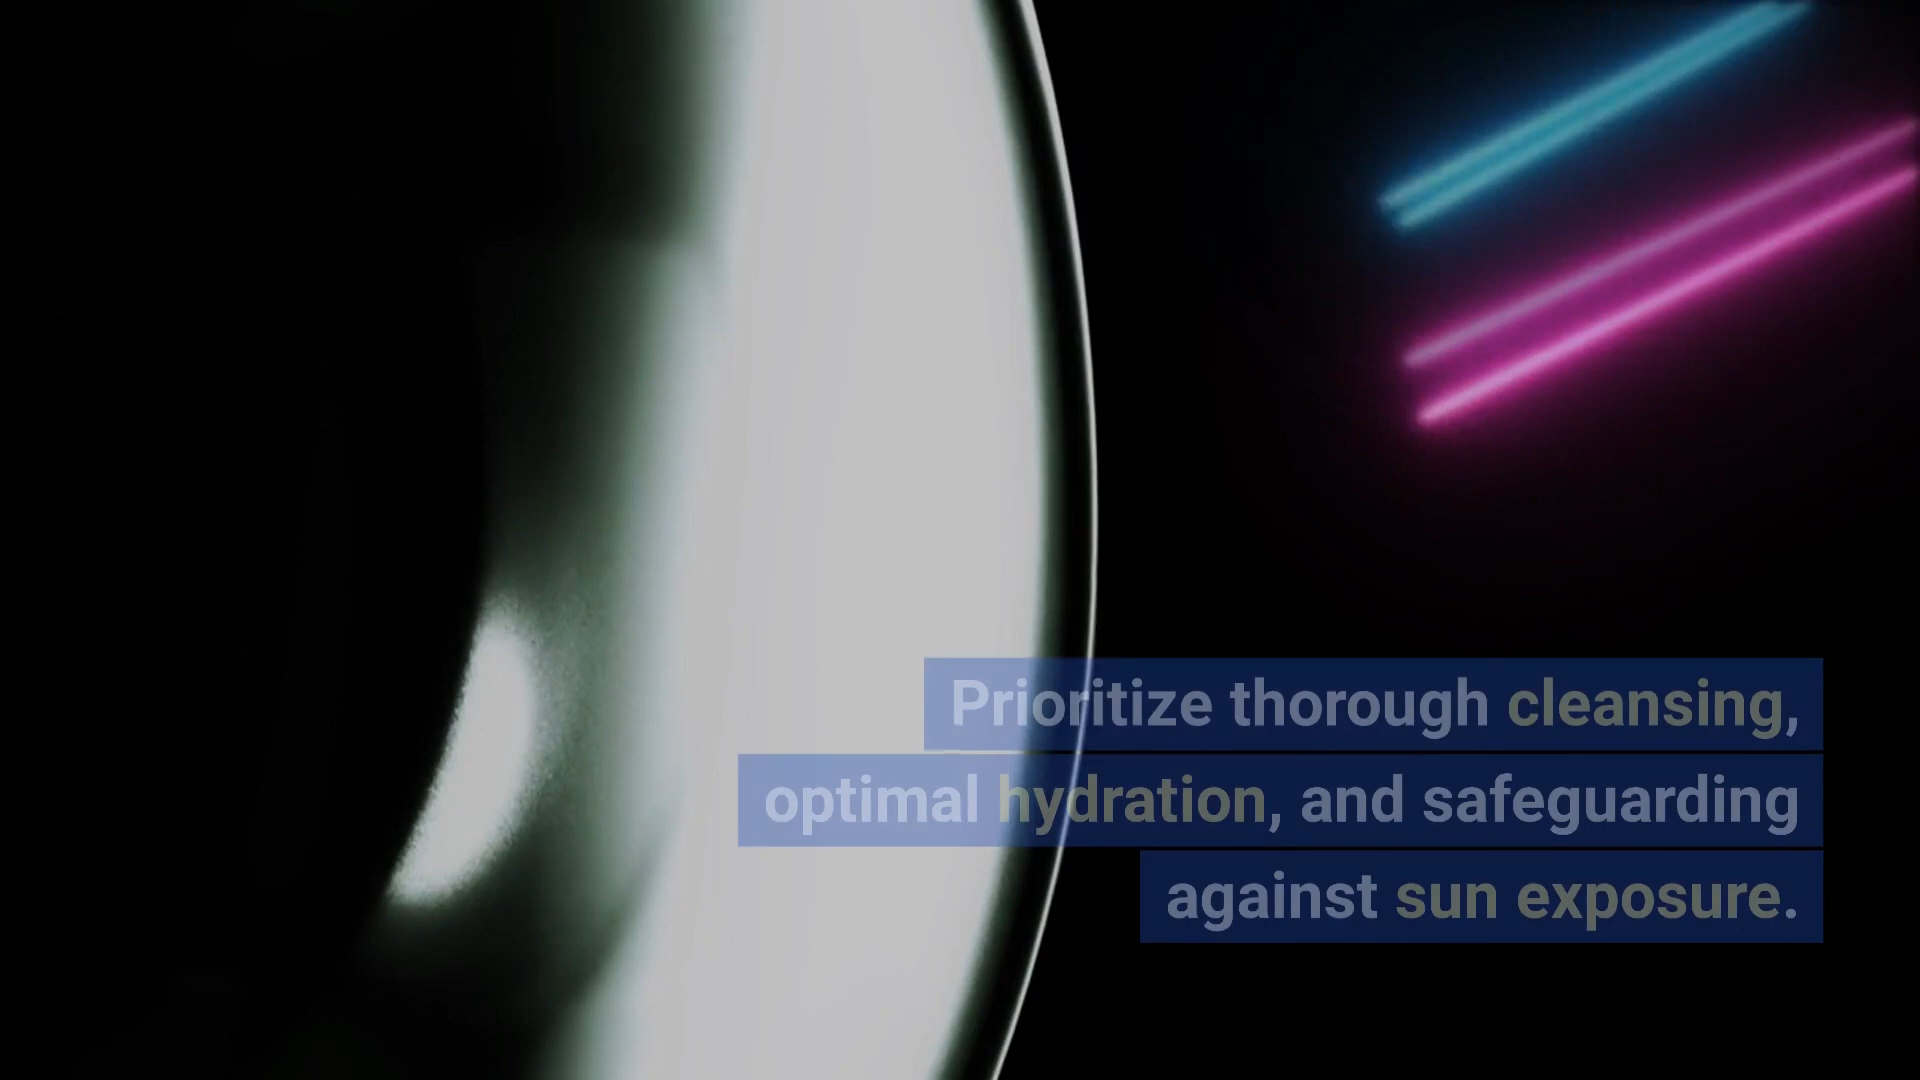 Prioritize thorough cleansing,
optimal hydration, and safeguarding
against sun exposure.